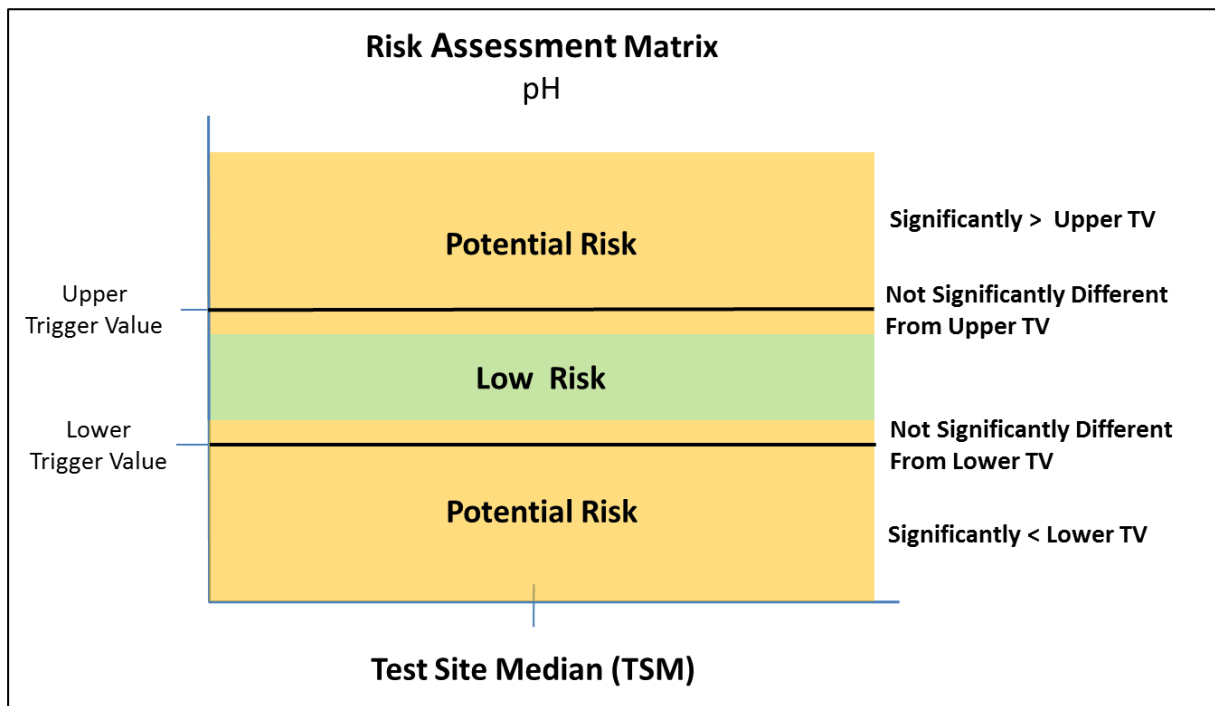 Risk Assessment Matrix
pH
Potential Risk
Significantly > Upper TV
Upper
Trigger Value
Not Significantly Different
From Upper TV
Low Risk
Lower
Trigger Value
Not Significantly Different
From Lower TV
Potential Risk
Significantly < Lower TV
Test Site Median (TSM)